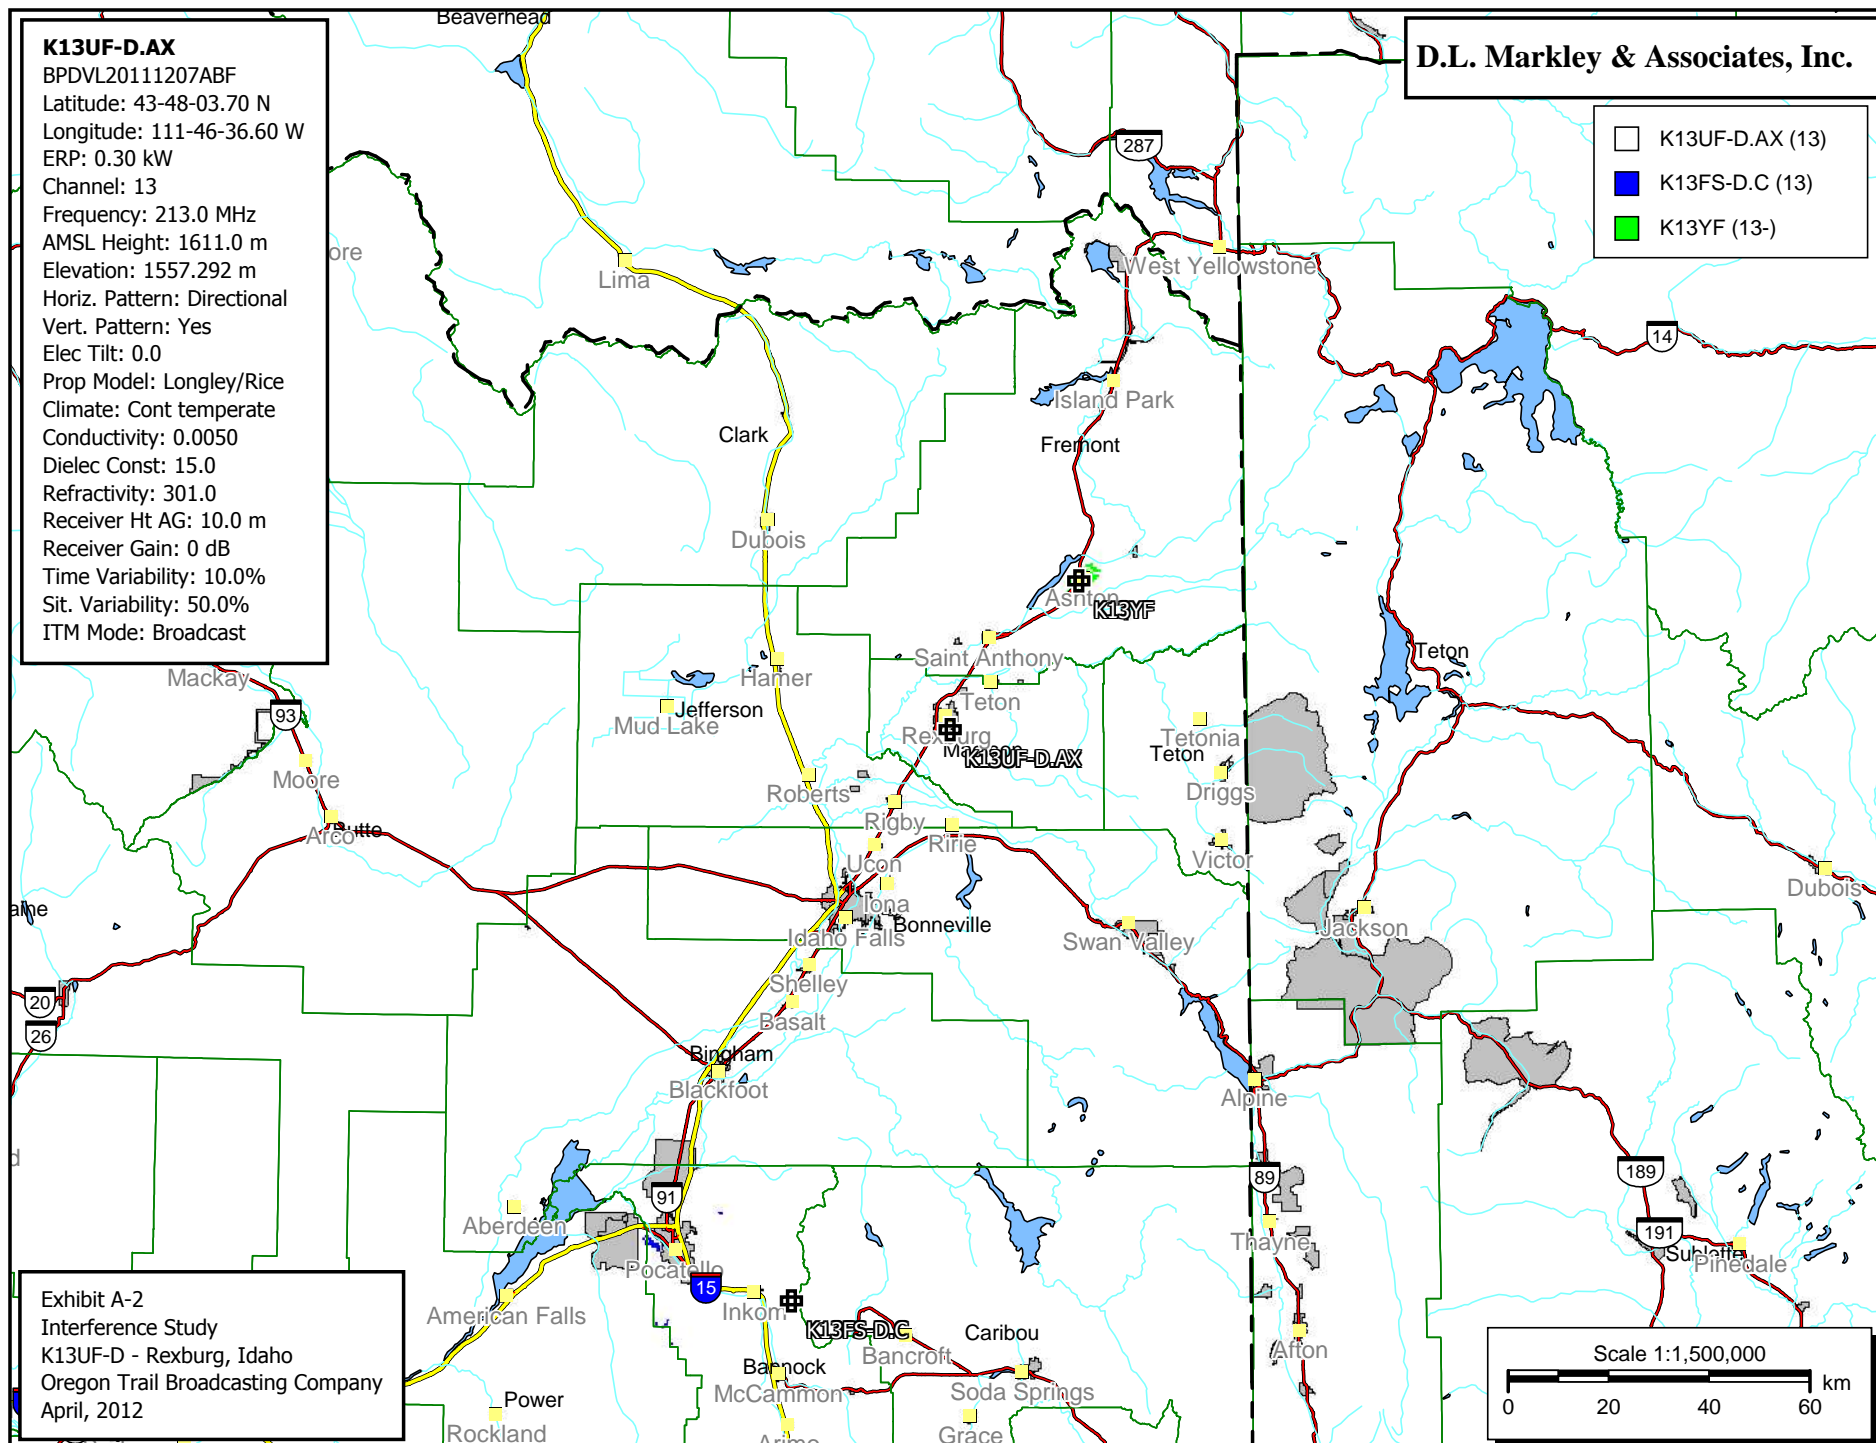 Beaverhead
K13UF-D.AX
BPDVL20111207ABF
Latitude: 43-48-03.70 N
Longitude: 111-46-36.60 W
ERP: 0.30 kW
Channel: 13
Frequency: 213.0 MHz
AMSL Height: 1611.0 m
Elevation: 1557.292 m
Horiz. Pattern: Directional
Vert. Pattern: Yes
Elec Tilt: 0.0
Prop Model: Longley/Rice
Climate: Cont temperate
Conductivity: 0.0050
Dielec Const: 15.0
Refractivity: 301.0
Receiver Ht AG: 10.0 m
Receiver Gain: 0 dB
Time Variability: 10.0%
Sit. Variability: 50.0%
ITM Mode: Broadcast
D.L. Markley & Associates, Inc.
K13UF-D.AX (13)
K13FS-D.C (13)
K13YF (13-)
287
ore
Lima
West Yellowstone
14
Island Park
Clark
Fremont
Dubois
Ashton
K13YF
Saint Anthony
Teton
Mackay
Hamer
Teton
93
Jefferson
Mud Lake
Rexburg
Madison
K13UF-D.AX
Tetonia
Teton
Moore
Roberts
Driggs
Rigby
Arco
Butte
Ririe
Ucon
Victor
Dubois
aine
Iona
Bonneville
Idaho Falls
Swan Valley
Jackson
Shelley
20
Basalt
26
Bingham
Blackfoot
Alpine
d
89
189
91
Aberdeen
191
Thayne
Sublette
Pinedale
Pocatello
15
American Falls
Inkom
K13FS-D.C
Caribou
Bancroft
Afton
Bannock
McCammon
Soda Springs
Power
Rockland
Arimo
Grace
Exhibit A-2
Interference Study
K13UF-D - Rexburg, Idaho
Oregon Trail Broadcasting Company
April, 2012
Scale 1:1,500,000
km
0 20 40 60